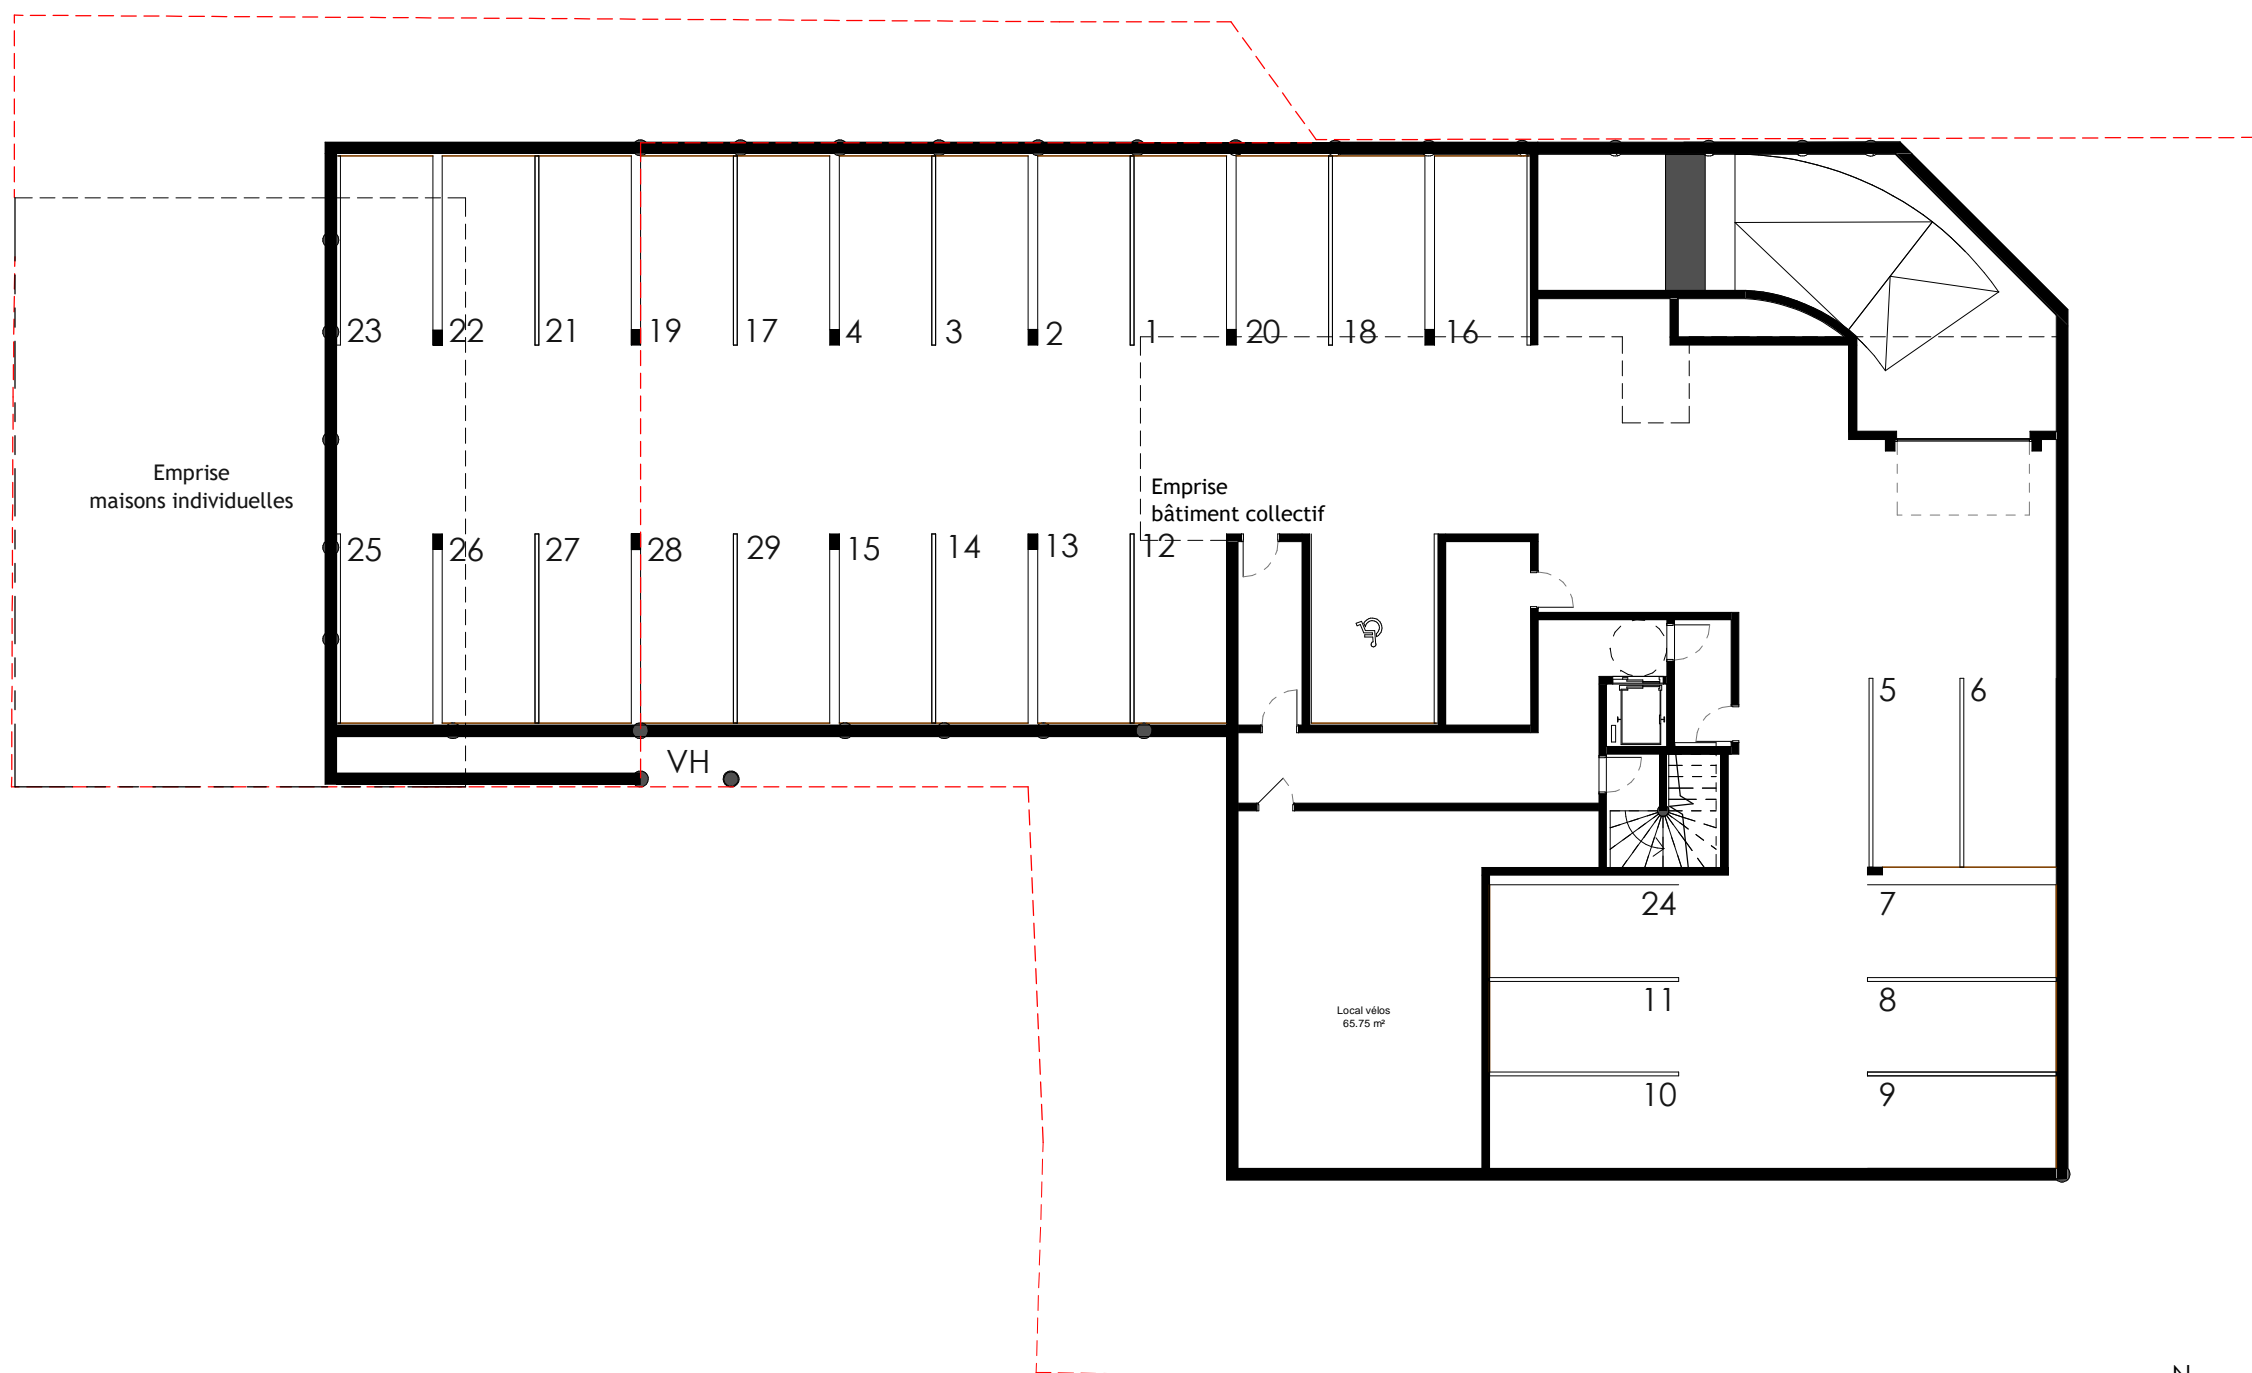 23 22 21 19 17 4 3 2 1 20 18 16
Emprise
maisons individuelles
Emprise
bâtiment collectif
25 26 27 28 29 15 14 13 12
5 6
VH
24 7
11 8
Local vélos
65.75 m²
10 9
N